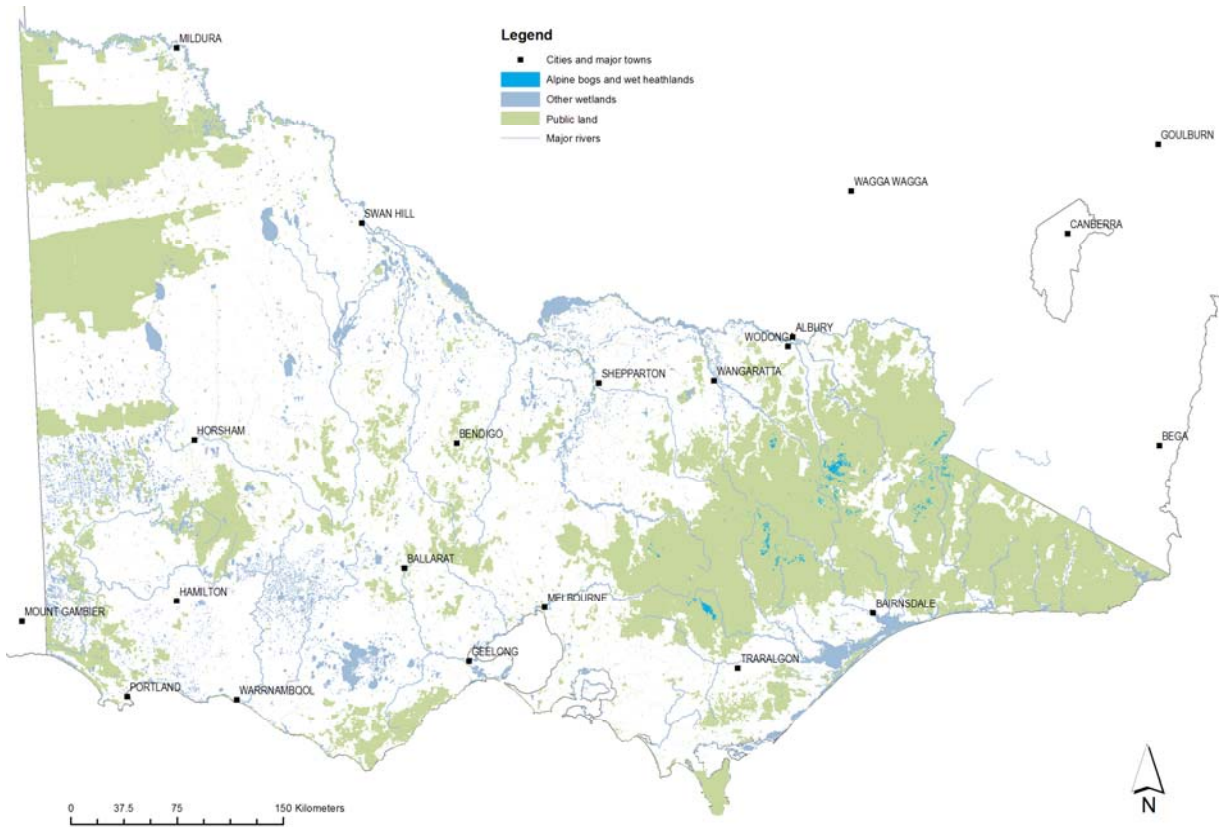 MILDURA
Legend
Cities and major towns
Alpine bogs and wet heathlands
Other wetlands
Public land
Major rivers
GOULBURN
WAGGA WAGGA
SWAN HILL
CANBERRA
ALBURY
WODONGA
SHEPPARTON
WANGARATTA
HORSHAM
BENDIGO
BEGA
BALLARAT
HAMILTON
MELBOURNE
MOUNT GAMBIER
BAIRNSDALE
GEELONG
TRARALGON
PORTLAND
WARRNAMBOOL
N
0 37.5 75 150 Kilometers